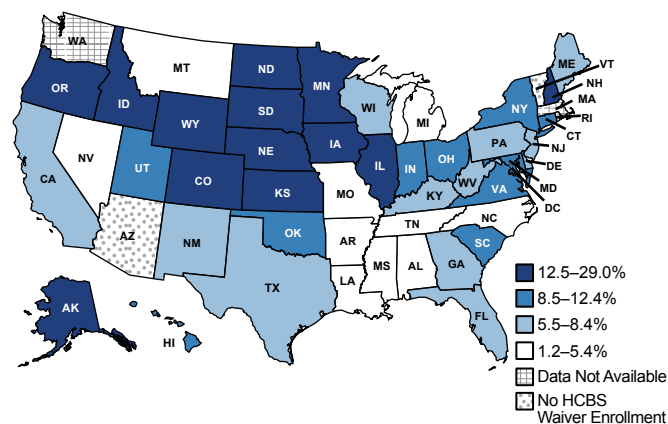 WA
MT
ND
MN
ME
VT
NH
MA
RI
CT
NJ
DE
MD
DC
OR
ID
WY
SD
WI
MI
NY
PA
NV
UT
CO
NE
IA
IL
IN
OH
WV
VA
CA
KS
MO
KY
NC
TN
SC
AZ
NM
OK
AR
TX
LA
MS
AL
GA
FL
AK
HI
12.5–29.0%
8.5–12.4%
5.5–8.4%
1.2–5.4%
Data Not Available
No HCBS
Waiver Enrollment